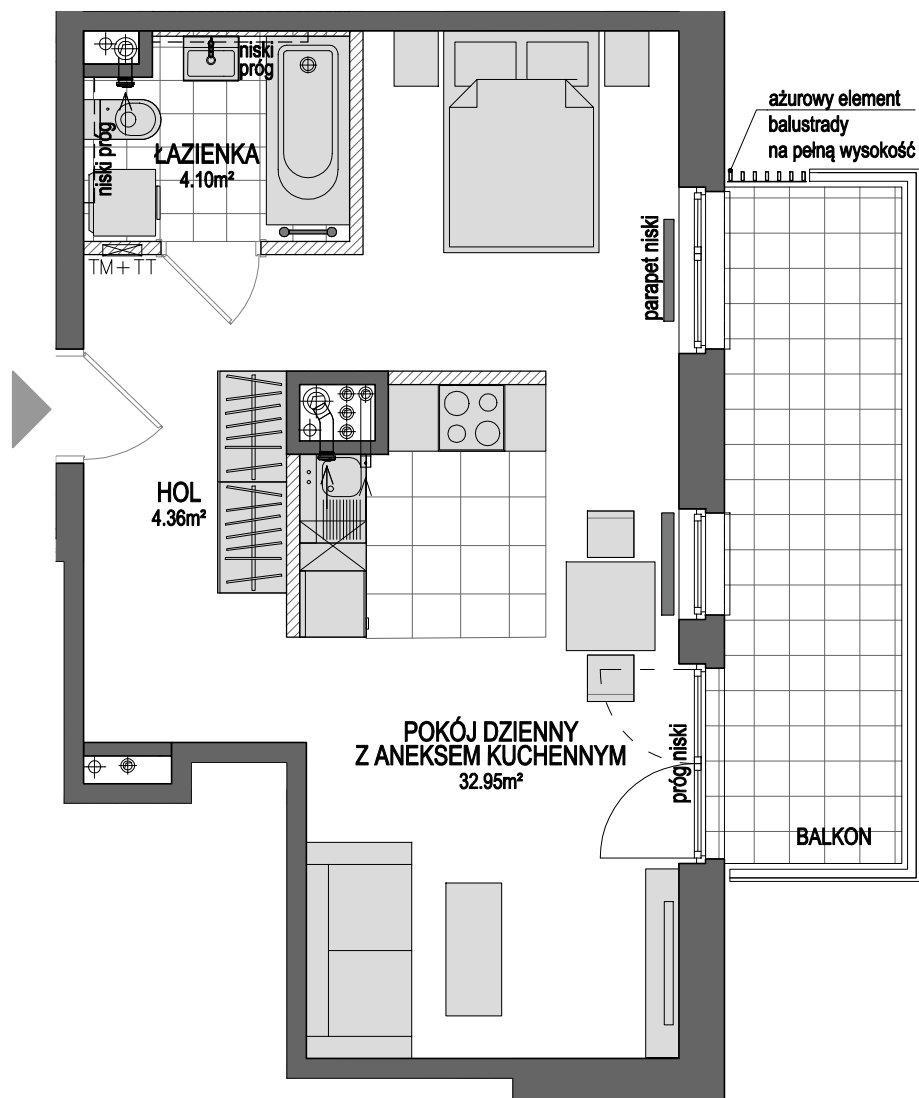 niski
próg
niski próg
ŁAZIENKA
4.10m²
TM+TT
ażurowy element
balustrady
na pełną wysokość
parapet niski
HOL
4.36m²
POKÓJ DZIENNY
Z ANEKSEM KUCHENNYM
32.95m²
próg niski
BALKON